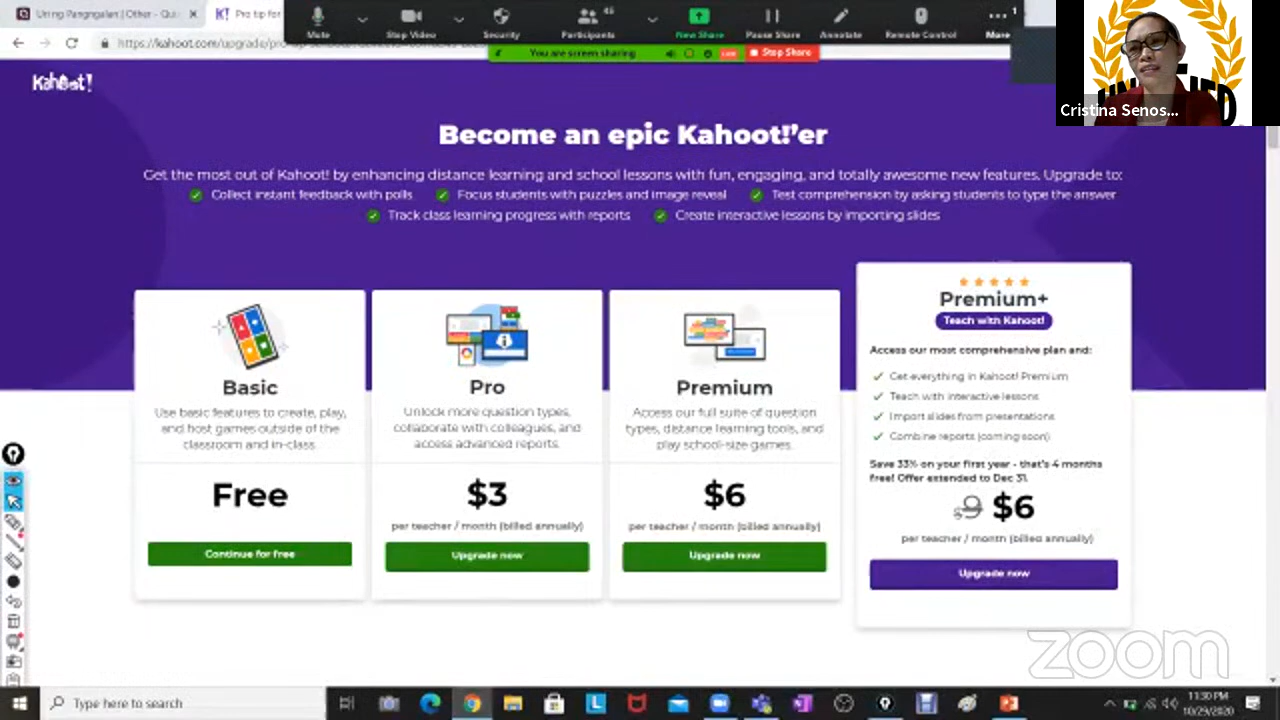 Uri ng Pangngalan | Other - Qui
Pro tip for
Mute
Stop Video
Security
Participants
New Share
Pause Share
Annotate
Remote Control
More
You are screen sharing
Stop Share
https://kahoot.com/upgrade/
Cristina Senos...
Kahoot!
Become an epic Kahoot!'er
Get the most out of Kahoot! by enhancing distance learning and school lessons with fun, engaging, and totally awesome new features. Upgrade to:
Collect instant feedback with polls
Focus students with puzzles and image reveal
Test comprehension by asking students to type the answer
Track class learning progress with reports
Create interactive lessons by importing slides
Basic
Use basic features to create, play,
and host games outside of the
classroom and in-class.
Free
Continue for free
Pro
Unlock more question types,
collaborate with colleagues, and
access advanced reports.
$3
per teacher / month (billed annually)
Upgrade now
Premium
Access our full suite of question
types, distance learning tools, and
play school-size games.
$6
per teacher / month (billed annually)
Upgrade now
Premium+
Teach with Kahoot!
Access our most comprehensive plan and:
Get everything in Kahoot! Premium
Teach with interactive lessons
Import slides from presentations
Combine reports (coming soon)
Save 33% on your first year - that's 4 months
free! Offer extended to Dec 31.
$9 $6
per teacher / month (billed annually)
Upgrade now
zoom
Type here to search
11:30 PM
10/29/2020